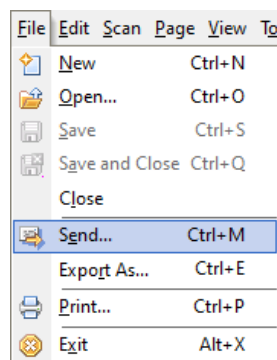 File Edit Scan Page View To
New Ctrl+N
Open... Ctrl+O
Save Ctrl+S
Save and Close Ctrl+Q
Close
Send... Ctrl+M
Export As... Ctrl+E
Print... Ctrl+P
Exit Alt+X